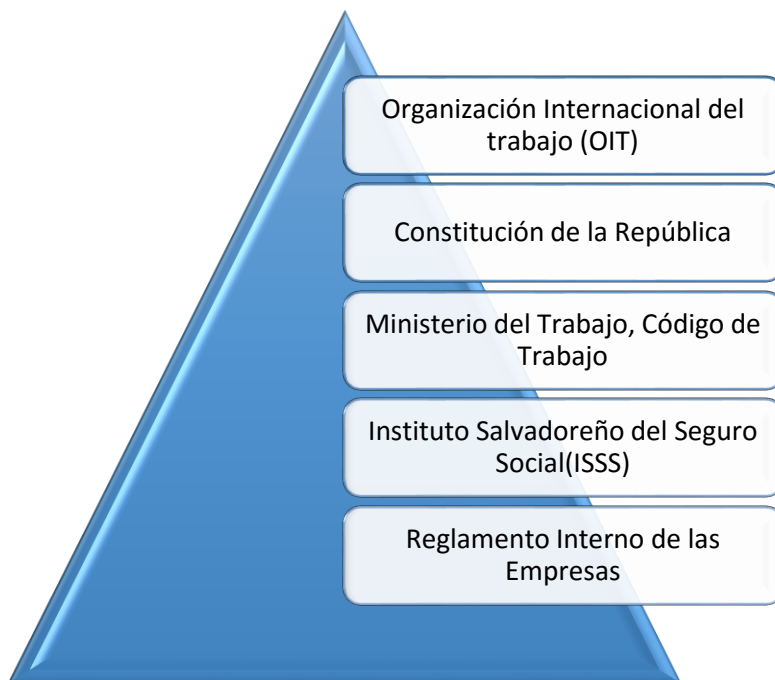 Organización Internacional del
trabajo (OIT)
Constitución de la República
Ministerio del Trabajo, Código de
Trabajo
Instituto Salvadoreño del Seguro
Social(ISSS)
Reglamento Interno de las
Empresas